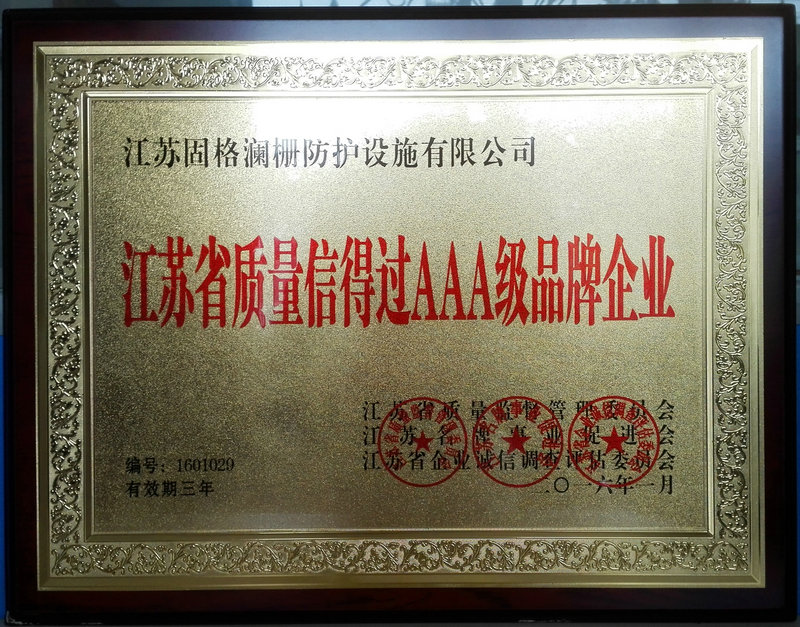 江苏固格澜栅防护设施有限公司
江苏省质量信得过AAA级品牌企业
江苏省质量监督管理委员会
江苏名牌事业促进会
江苏省企业诚信调查评估委员会
编号：1601029
二〇一六年一月
有效期三年